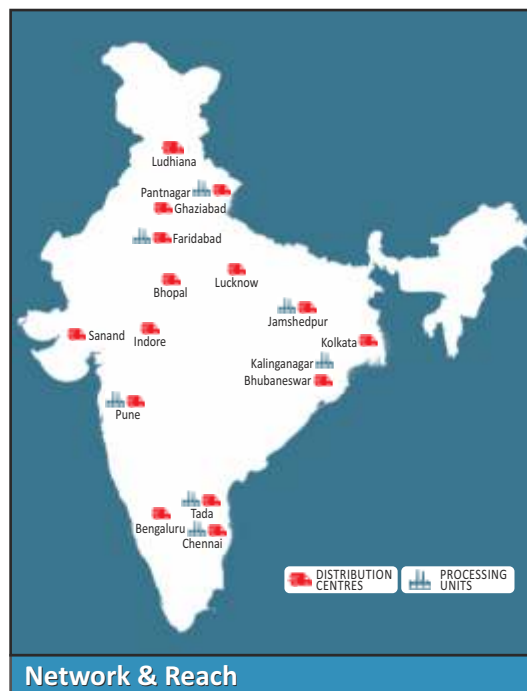 Ludhiana
Pantnagar
Ghaziabad
Faridabad
Lucknow
Bhopal
Jamshedpur
Sanand
Indore
Kolkata
Kalinganagar
Bhubaneswar
Pune
Tada
Bengaluru
Chennai
DISTRIBUTION
CENTRES
PROCESSING
UNITS
Network & Reach